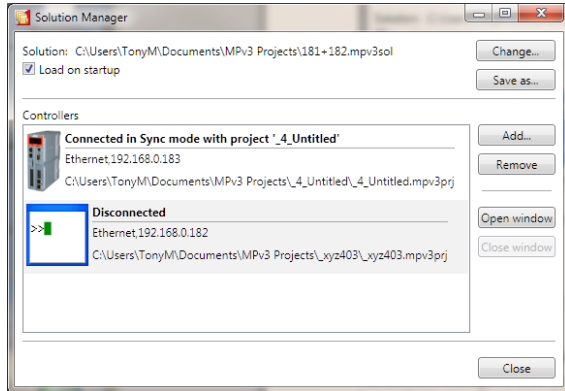 Solution Manager
Solution: C:\Users\TonyM\Documents\MPv3 Projects\181+182.mpv3sol
Change...
Load on startup
Save as...
Controllers
Connected in Sync mode with project '_4_Untitled'
Add...
Ethernet,192.168.0.183
Remove
C:\Users\TonyM\Documents\MPv3 Projects\_4_Untitled\_4_Untitled.mpv3prj
Disconnected
Open window
>>
Ethernet,192.168.0.182
Close window
C:\Users\TonyM\Documents\MPv3 Projects\_xyz403\_xyz403.mpv3prj
Close